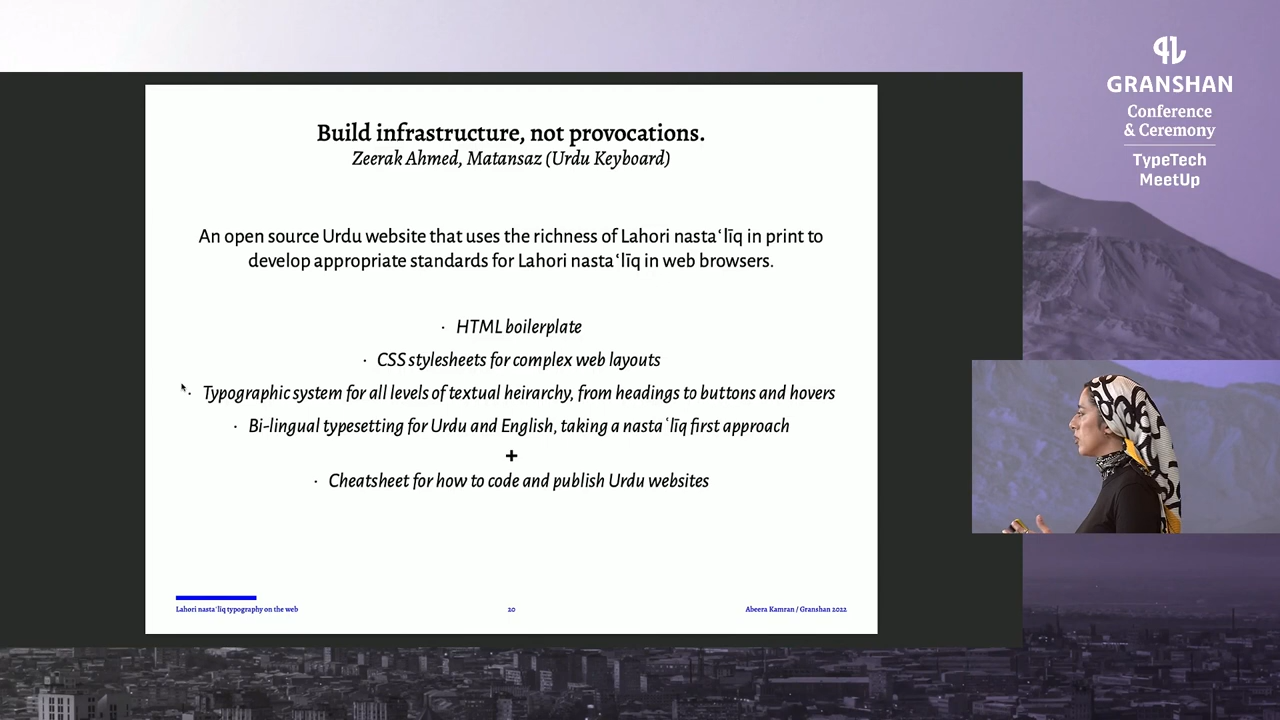 Build infrastructure, not provocations.
Zeerak Ahmed, Matansaz (Urdu Keyboard)
An open source Urdu website that uses the richness of Lahori nastaʿlīq in print to
develop appropriate standards for Lahori nastaʿlīq in web browsers.
· HTML boilerplate
· CSS stylesheets for complex web layouts
· Typographic system for all levels of textual heirarchy, from headings to buttons and hovers
· Bi-lingual typesetting for Urdu and English, taking a nastaʿlīq first approach
+
· Cheatsheet for how to code and publish Urdu websites
Lahori nastaʿlīq typography on the web
20
Abeera Kamran / Granshan 2022
GRANSHAN
Conference
& Ceremony
TypeTech
MeetUp